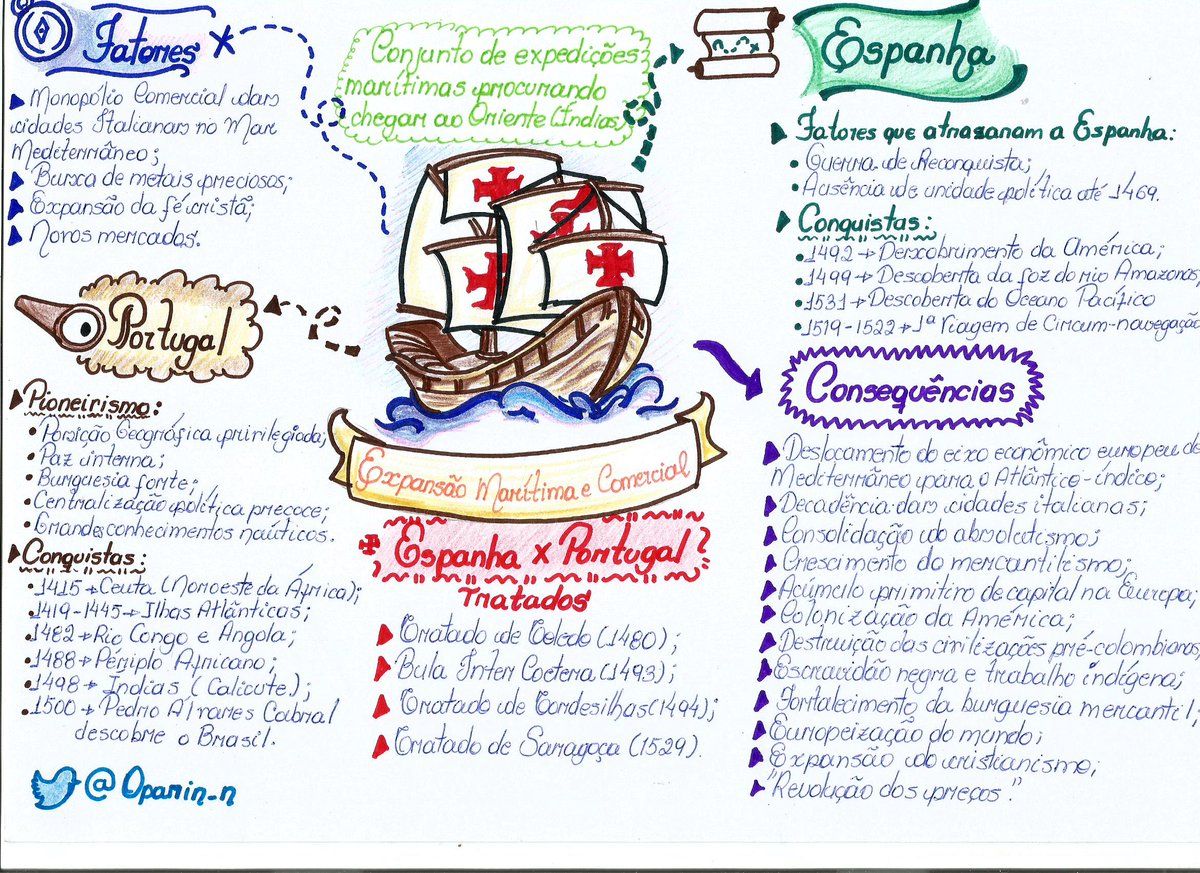 Fatores
Monopólio Comercial das
cidades Italianas no Mar
Mediterrâneo;
Busca de metais preciosos;
Expansão da fé cristã;
Novos mercados.
Conjunto de expedições
marítimas procurando
chegar ao Oriente (Índias)
Espanha
Fatores que atrasaram a Espanha:
Guerra de Reconquista;
Ausência de unidade política até 1469.
Conquistas:
1492→Descobrimento da América;
1499→Descoberta da foz do rio Amazonas;
1531→Descoberta do Oceano Pacífico
1519-1522→1ª Viagem de Circum-navegação
Portugal
Pioneirismo:
Posição Geográfica privilegiada;
Paz interna;
Burguesia forte;
Centralização política precoce;
Grandes conhecimentos naúticos.
Conquistas:
1415→Ceuta (Noroeste da África);
1419-1445→Ilhas Atlânticas;
1482→Rio Congo e Angola;
1488→Périplo Africano;
1498→Índias (Calicute);
1500→Pedro Alvares Cabral
descobre o Brasil.
@Oparin_n
Expansão Marítima e Comercial
Espanha x Portugal
Tratados
Tratado de Toledo (1480);
Bula Inter Coetera (1493);
Tratado de Tordesilhas (1494);
Tratado de Saragoça (1529).
Consequências
Deslocamento do eixo econômico europeu do
Mediterrâneo para o Atlântico-índico;
Decadência das cidades italianas;
Consolidação do absolutismo;
Crescimento do mercantilismo;
Acúmulo primitivo de capital na Europa;
Colonização da América;
Destruição das civilizações pré-colombianas;
Escravidão negra e trabalho indígena;
Fortalecimento da burguesia mercantil.
Europeização do mundo;
Expansão do cristianismo;
"Revolução dos preços".